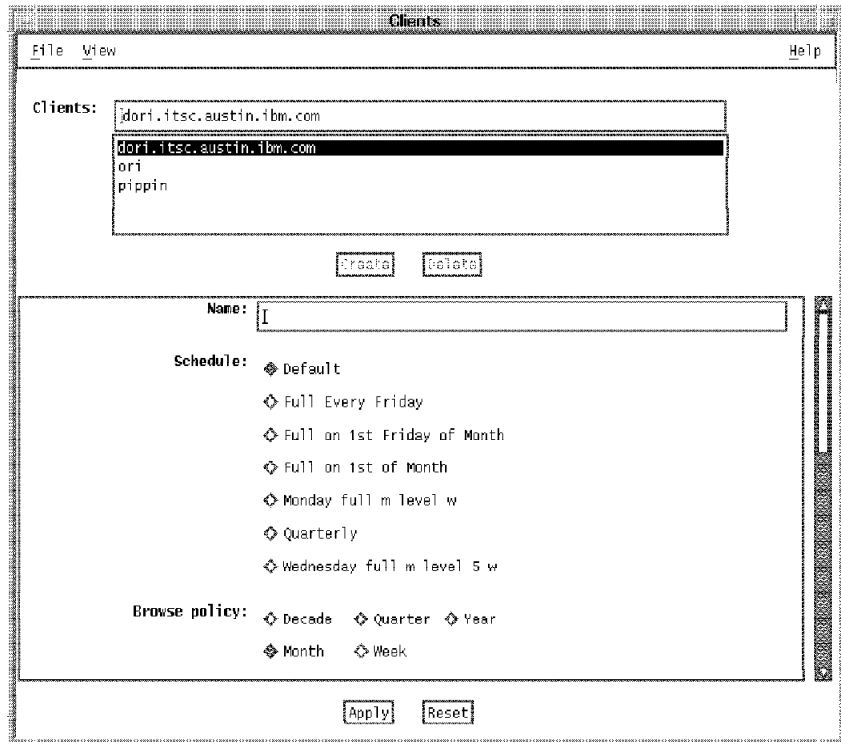 Clients
File View Help
Clients: dori.itsc.austin.ibm.com
dori.itsc.austin.ibm.com
ori
pippin
Create Delete
Name:
Schedule: Default
Full Every Friday
Full on 1st Friday of Month
Full on 1st of Month
Monday full m level w
Quarterly
Wednesday full m level 5 w
Browse policy: Decade Quarter Year
Month Week
Apply Reset